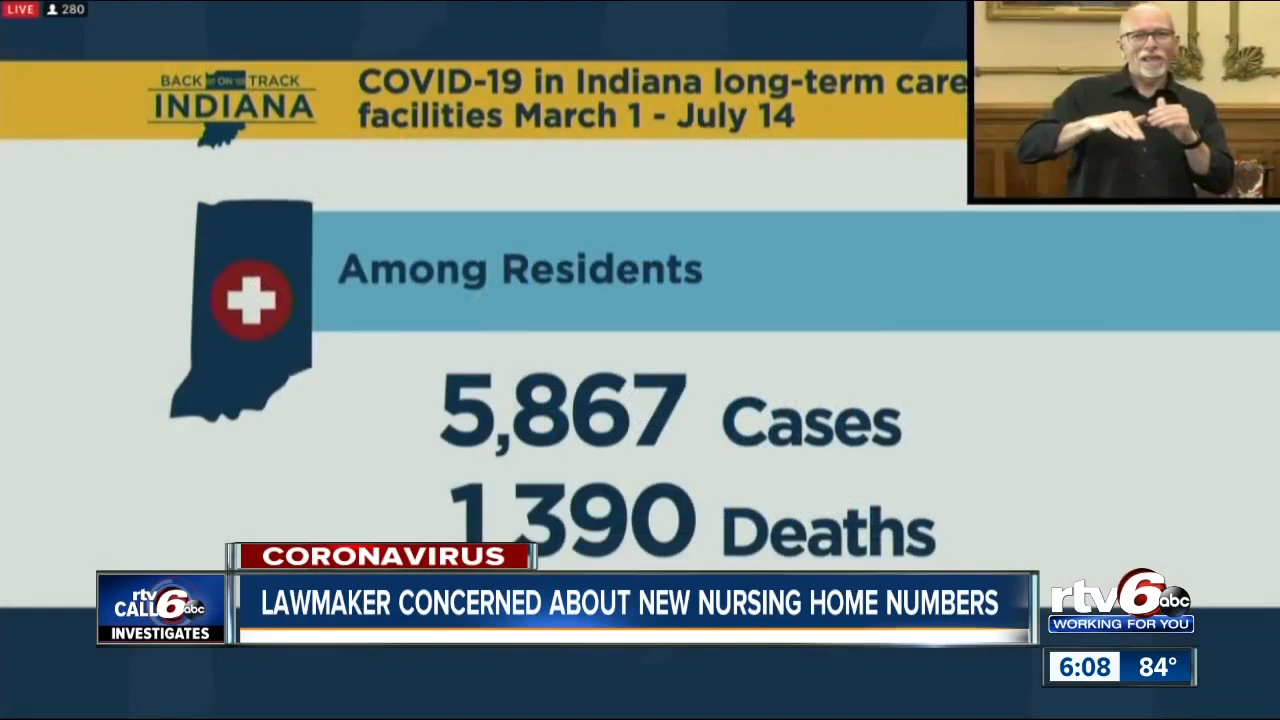 LIVE 280
BACK ON TRACK
INDIANA
COVID-19 in Indiana long-term care
facilities March 1 - July 14
Among Residents
5,867 Cases
1,390 Deaths
CORONAVIRUS
rtv
CALL 6 abc
INVESTIGATES
LAWMAKER CONCERNED ABOUT NEW NURSING HOME NUMBERS
rtv6 abc
WORKING FOR YOU
6:08 84°